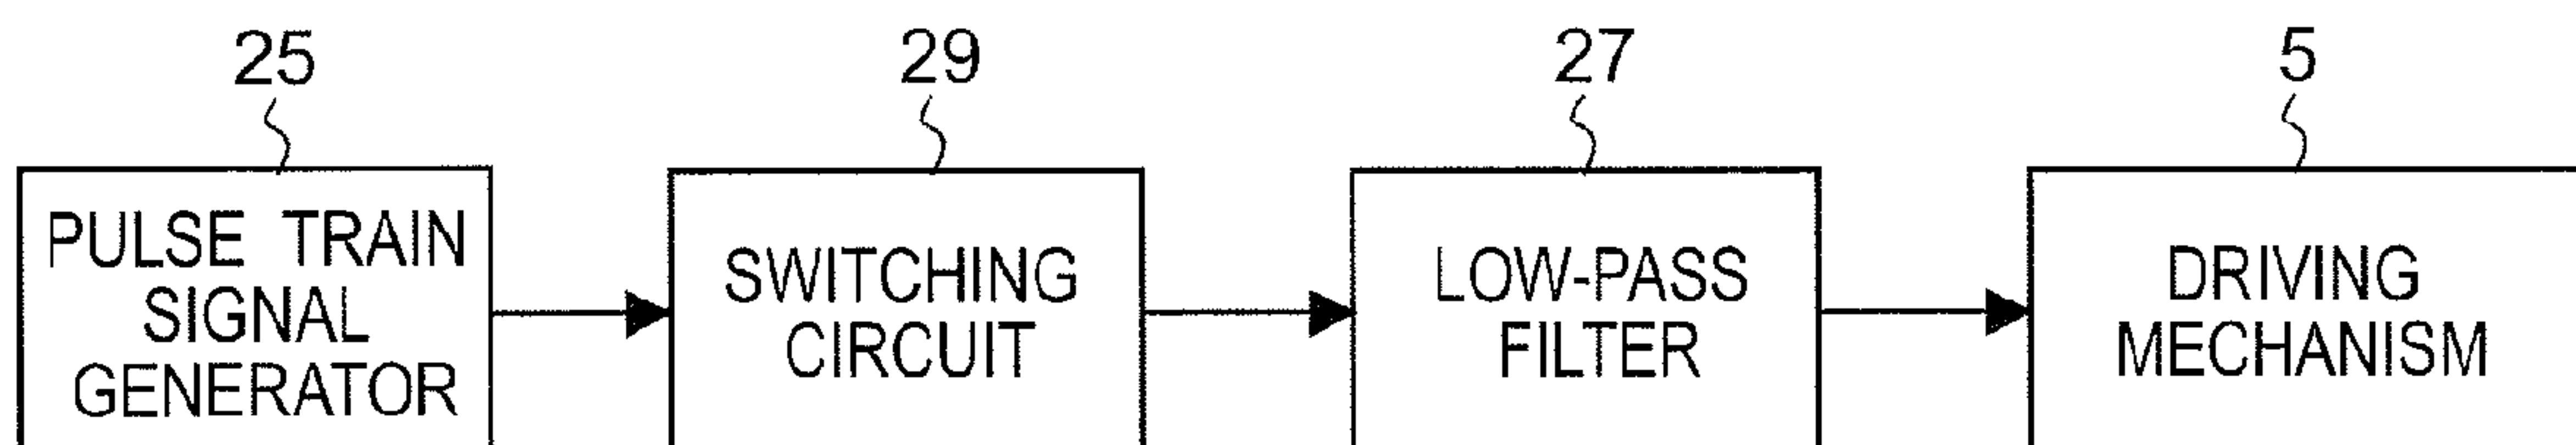 25
29
27
5
PULSE TRAIN
SIGNAL
GENERATOR
SWITCHING
CIRCUIT
LOW-PASS
FILTER
DRIVING
MECHANISM